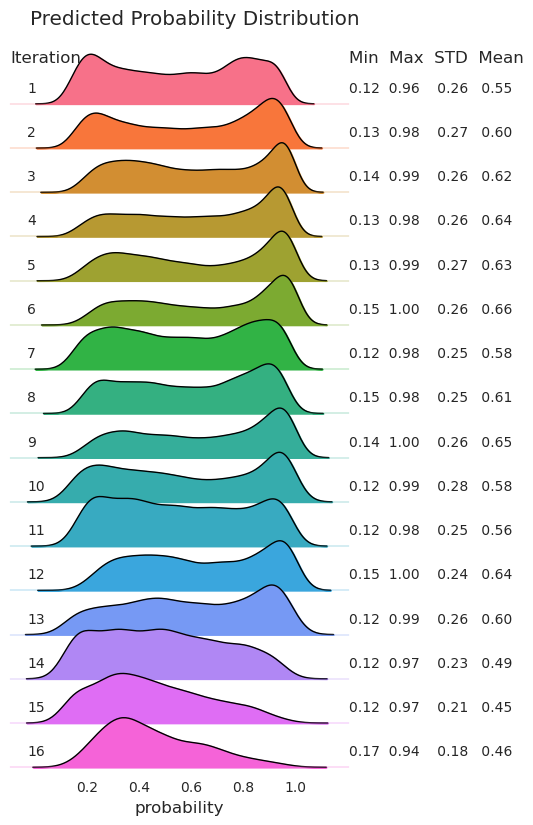 Predicted Probability Distribution
Iteration Min Max STD Mean
1 0.12 0.96 0.26 0.55
2 0.13 0.98 0.27 0.60
3 0.14 0.99 0.26 0.62
4 0.13 0.98 0.26 0.64
5 0.13 0.99 0.27 0.63
6 0.15 1.00 0.26 0.66
7 0.12 0.98 0.25 0.58
8 0.15 0.98 0.25 0.61
9 0.14 1.00 0.26 0.65
10 0.12 0.99 0.28 0.58
11 0.12 0.98 0.25 0.56
12 0.15 1.00 0.24 0.64
13 0.12 0.99 0.26 0.60
14 0.12 0.97 0.23 0.49
15 0.12 0.97 0.21 0.45
16 0.17 0.94 0.18 0.46
0.2 0.4 0.6 0.8 1.0
probability